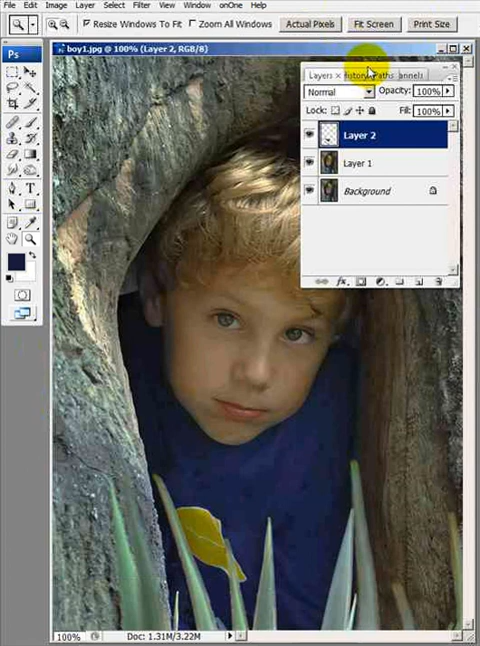 File Edit Image Layer Select Filter View Window onOne Help
Resize Windows To Fit Zoom All Windows Actual Pixels Fit Screen Print Size
boy1.jpg @ 100% (Layer 2, RGB/8)
Ps
Layers History Paths annels
Normal Opacity: 100%
Lock: Fill: 100%
Layer 2
Layer 1
Background
T
100% Doc: 1.31M/3.22M